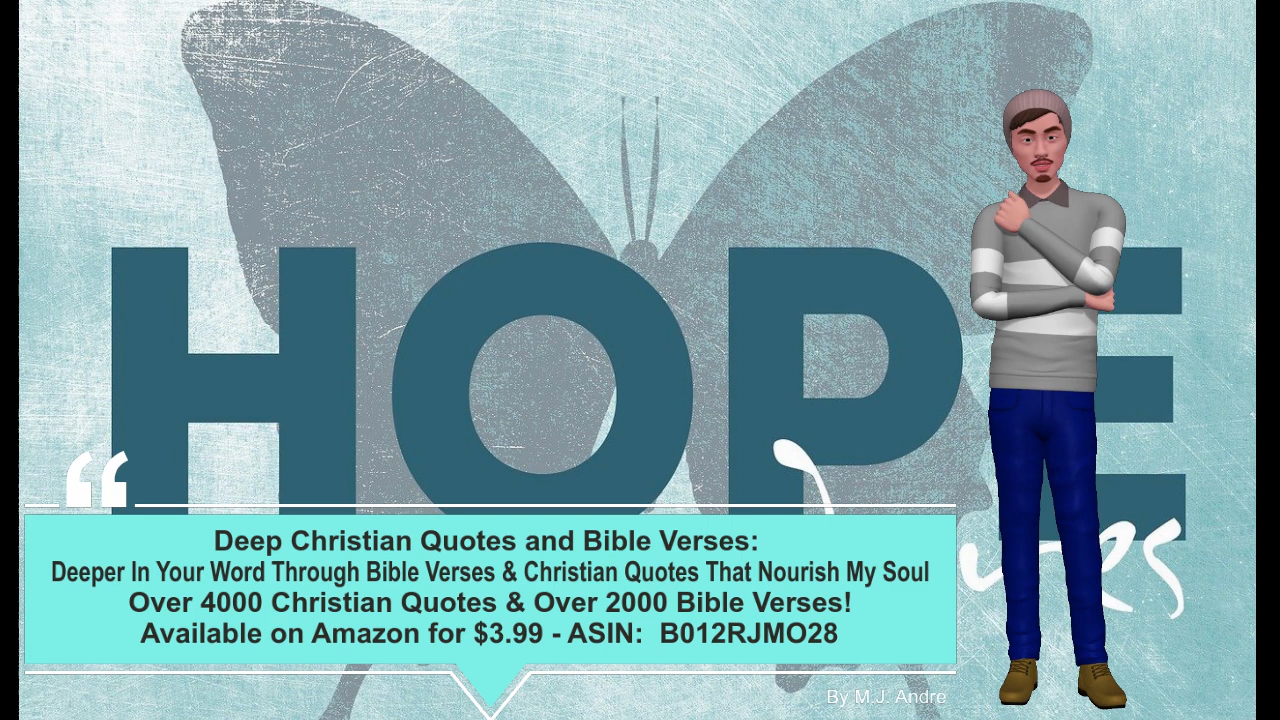 HOPE
“
Deep Christian Quotes and Bible Verses:
Deeper In Your Word Through Bible Verses & Christian Quotes That Nourish My Soul
Over 4000 Christian Quotes & Over 2000 Bible Verses!
Available on Amazon for $3.99 - ASIN: B012RJMO28
By M.J. Andre